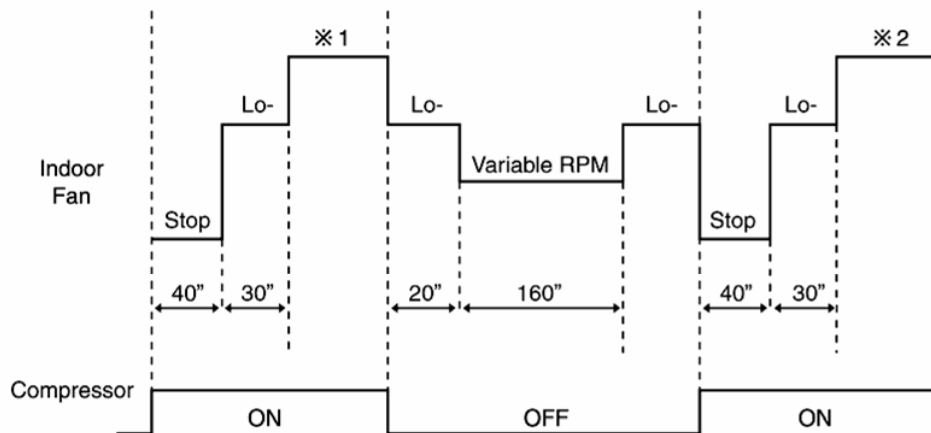 ※ 1
※ 2
Lo-
Lo-
Lo-
Lo-
Indoor
Fan
Variable RPM
Stop
Stop
40”
30”
20”
160”
40”
30”
Compressor
ON
OFF
ON